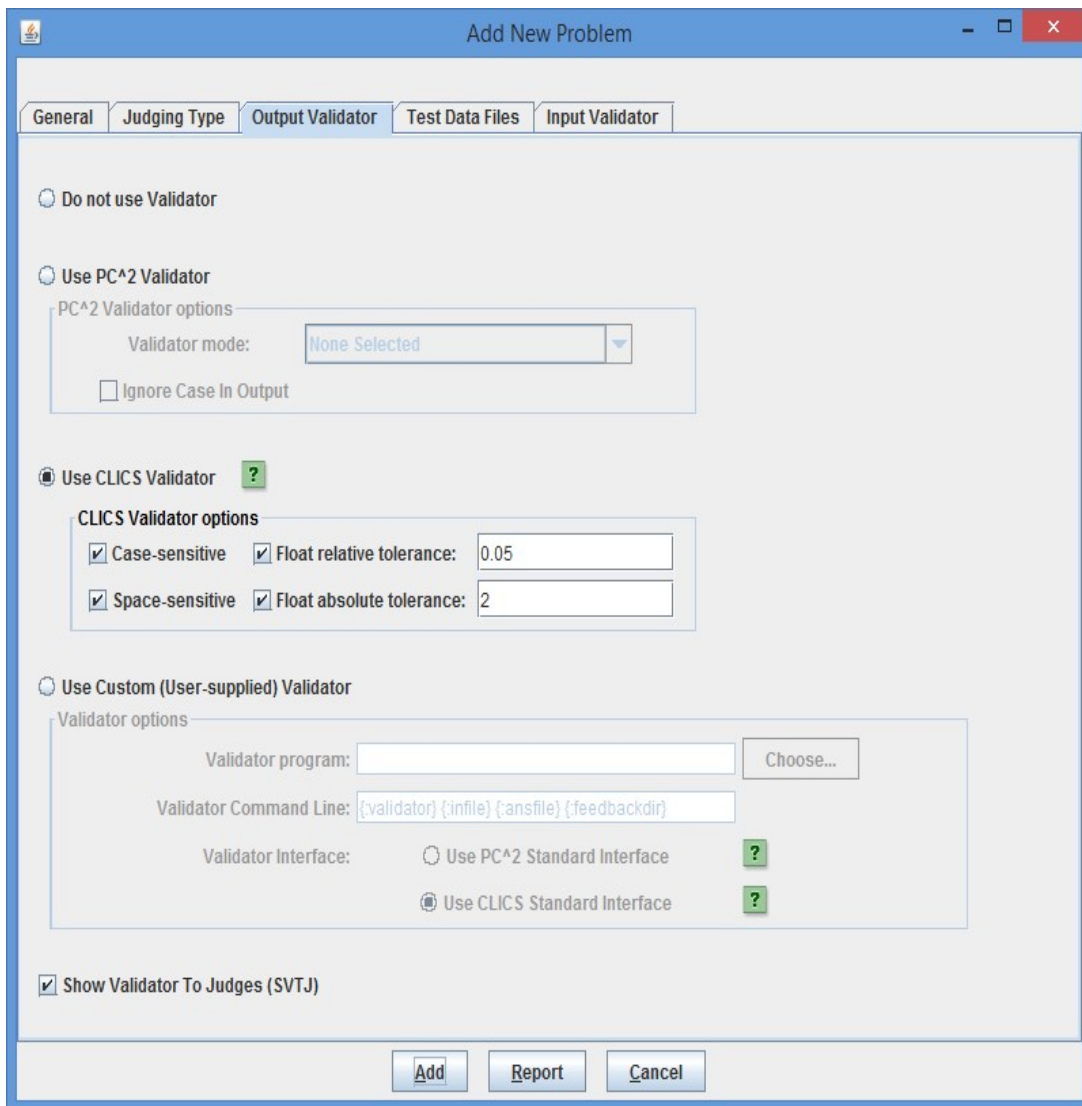 Add New Problem
General Judging Type Output Validator Test Data Files Input Validator
Do not use Validator
Use PC^2 Validator
PC^2 Validator options
Validator mode: None Selected
Ignore Case In Output
Use CLICS Validator ?
CLICS Validator options
Case-sensitive Float relative tolerance: 0.05
Space-sensitive Float absolute tolerance: 2
Use Custom (User-supplied) Validator
Validator options
Validator program: Choose...
Validator Command Line: {:validator} {:infile} {:ansfile} {:feedbackdir}
Validator Interface: Use PC^2 Standard Interface ?
Use CLICS Standard Interface ?
Show Validator To Judges (SVTJ)
Add Report Cancel